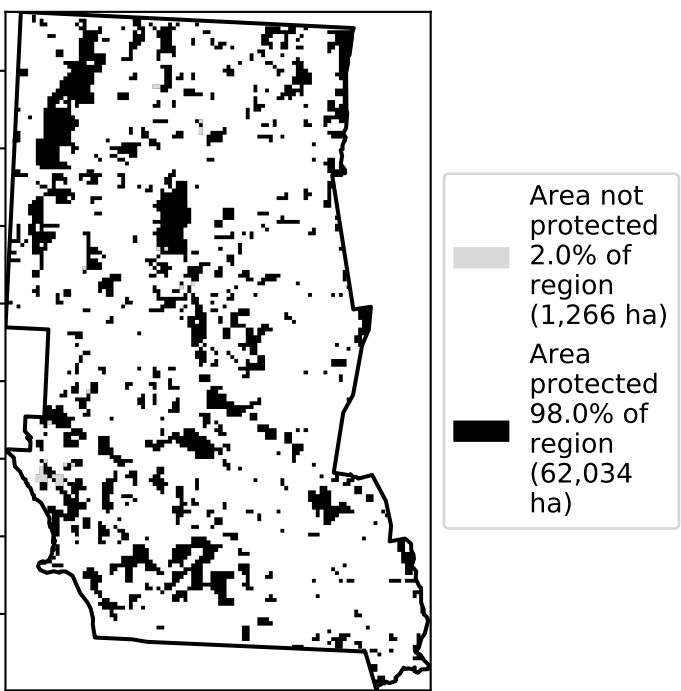 Area not
protected
2.0% of
region
(1,266 ha)
Area
protected
98.0% of
region
(62,034
ha)